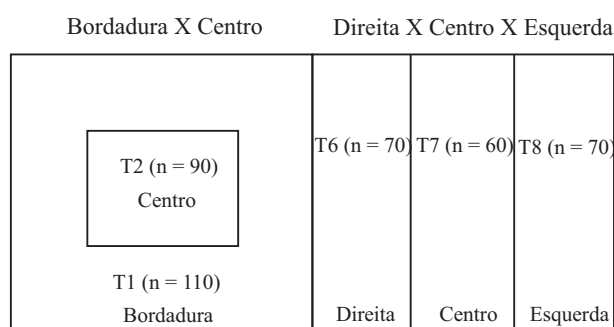 Bordadura X Centro
Direita X Centro X Esquerda
T6 (n = 70) T7 (n = 60) T8 (n = 70)
T2 (n = 90)
Centro
T1 (n = 110)
Bordadura
Direita
Centro
Esquerda